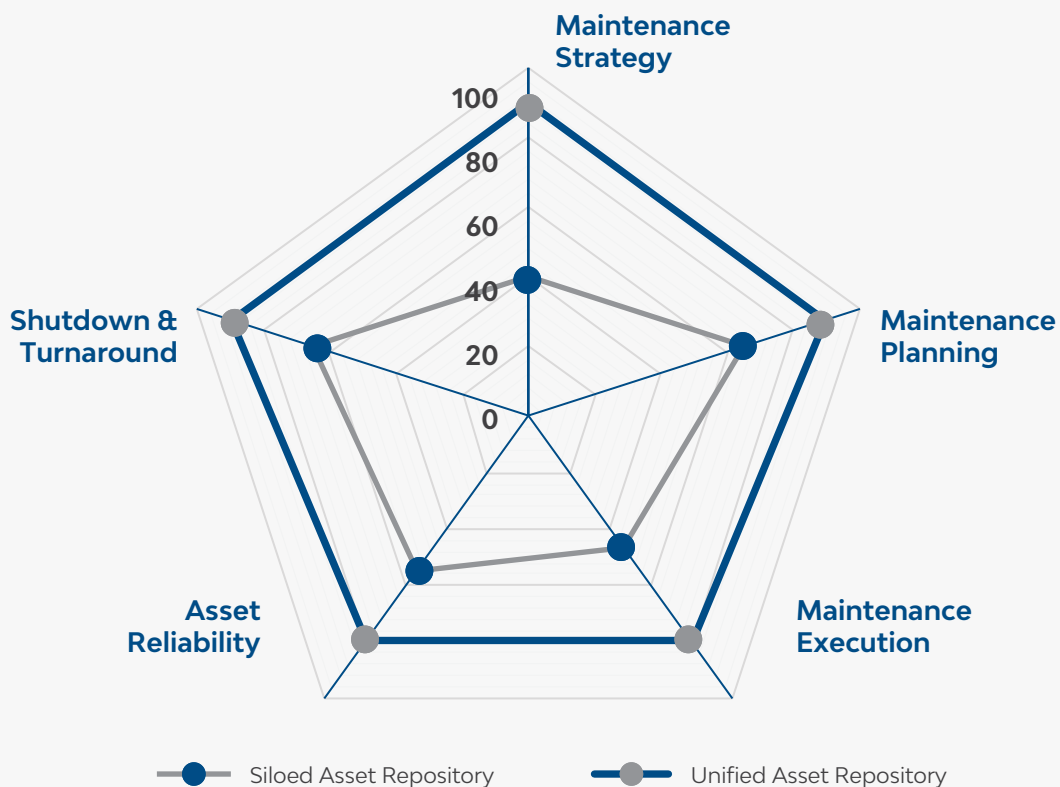 Maintenance
Strategy
100
80
60
40
20
0
Shutdown &
Turnaround
Maintenance
Planning
Asset
Reliability
Maintenance
Execution
Siloed Asset Repository
Unified Asset Repository